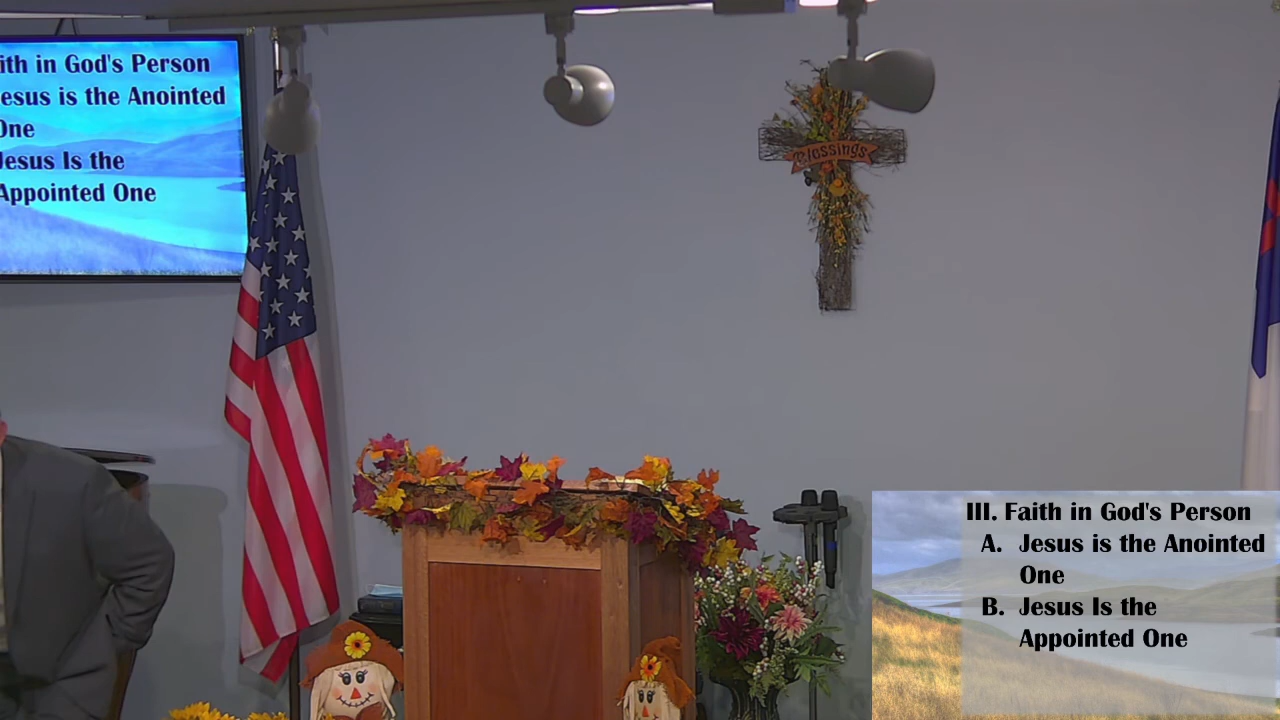 ith in God's Person
esus is the Anointed
One
Jesus Is the
Appointed One
Blessings
III. Faith in God's Person
A. Jesus is the Anointed
One
B. Jesus Is the
Appointed One